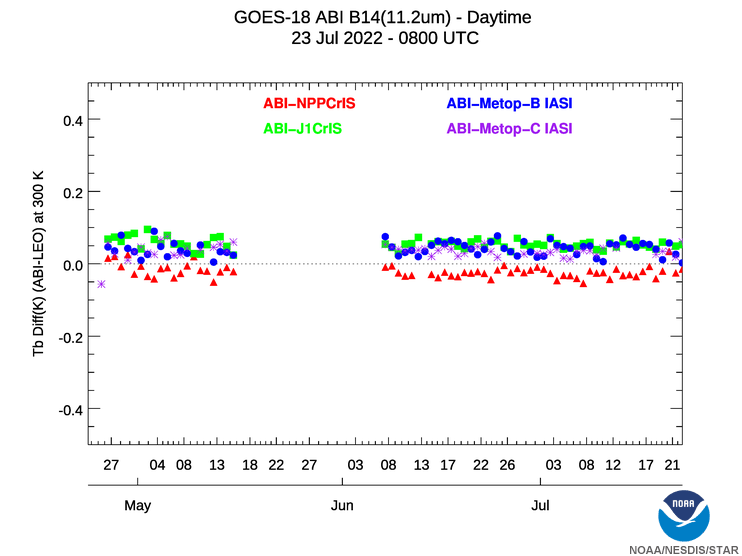 GOES-18 ABI B14(11.2um) - Daytime
23 Jul 2022 - 0800 UTC
ABI−NPPCrIS ABI−Metop−B IASI
ABI−J1CrIS ABI−Metop−C IASI
0.4
0.2
0.0
-0.2
-0.4
Tb Diff(K) (ABI-LEO) at 300 K
27 04 08 13 18 22 27 03 08 13 17 22 26 03 08 12 17 21
May Jun Jul
NOAA
NOAA/NESDIS/STAR